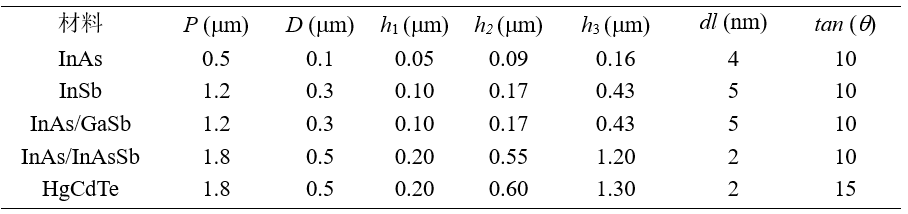 材料 P (μm) D (μm) h1 (μm) h2 (μm) h3 (μm) dl (nm) tan (θ)
InAs 0.5 0.1 0.05 0.09 0.16 4 10
InSb 1.2 0.3 0.10 0.17 0.43 5 10
InAs/GaSb 1.2 0.3 0.10 0.17 0.43 5 10
InAs/InAsSb 1.8 0.5 0.20 0.55 1.20 2 10
HgCdTe 1.8 0.5 0.20 0.60 1.30 2 15